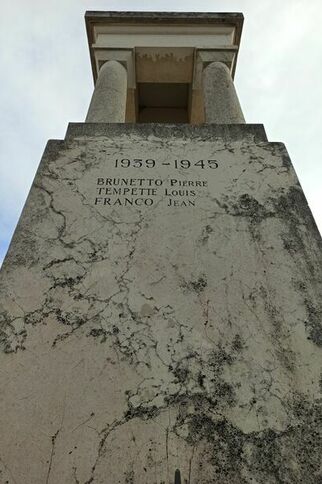 1939-1945
BRUNETTO PIERRE
TEMPETTE LOUIS
FRANCO JEAN